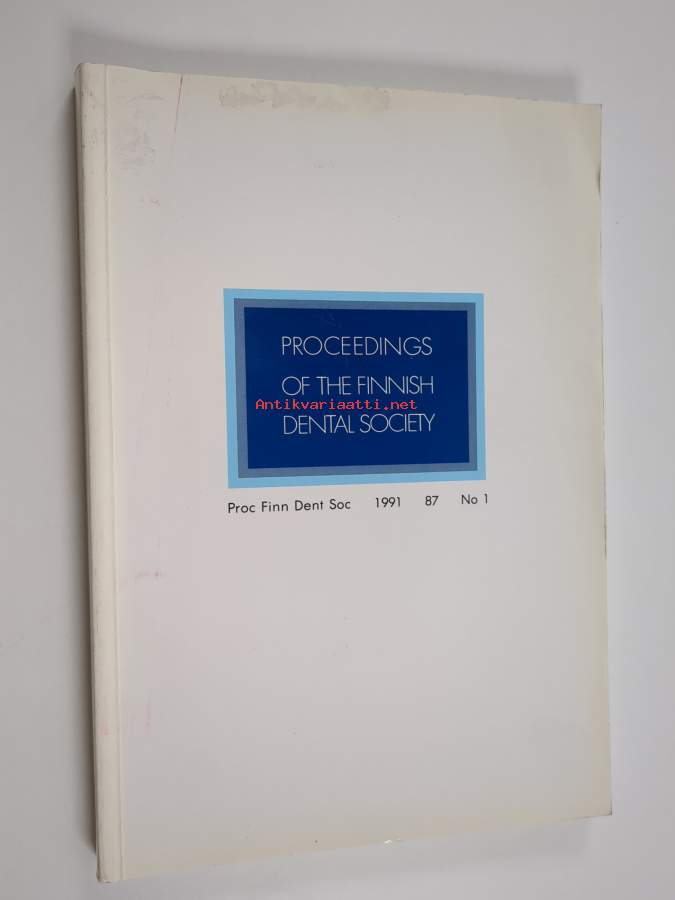 PROCEEDINGS
OF THE FINNISH
Antikvariaatti.net
DENTAL SOCIETY
Proc Finn Dent Soc 1991 87 No 1